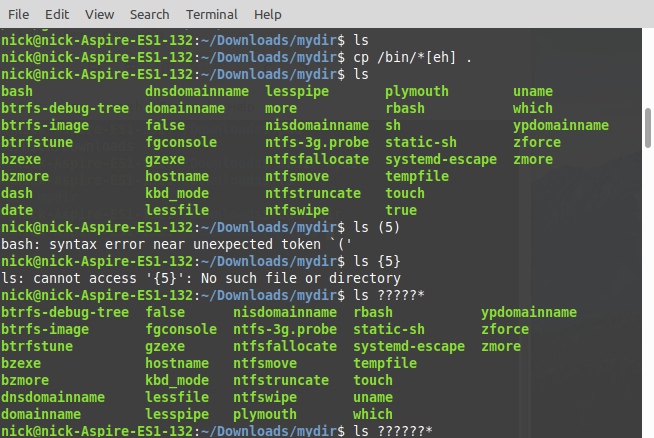 File Edit View Search Terminal Help
nick@nick-Aspire-ES1-132:~/Downloads/mydir$ ls
nick@nick-Aspire-ES1-132:~/Downloads/mydir$ cp /bin/*[eh] .
nick@nick-Aspire-ES1-132:~/Downloads/mydir$ ls
bash dnsdomainname lesspipe plymouth uname
btrfs-debug-tree domainname more rbash which
btrfs-image false nisdomainname sh ypdomainname
btrfstune fgconsole ntfs-3g.probe static-sh zforce
bzexe gzexe ntfsfallocate systemd-escape zmore
bzmore hostname ntfsmove tempfile
dash kbd_mode ntfstruncate touch
date lessfile ntfswipe true
nick@nick-Aspire-ES1-132:~/Downloads/mydir$ ls (5)
bash: syntax error near unexpected token `('
nick@nick-Aspire-ES1-132:~/Downloads/mydir$ ls {5}
ls: cannot access '{5}': No such file or directory
nick@nick-Aspire-ES1-132:~/Downloads/mydir$ ls ?????*
btrfs-debug-tree false nisdomainname rbash ypdomainname
btrfs-image fgconsole ntfs-3g.probe static-sh zforce
btrfstune gzexe ntfsfallocate systemd-escape zmore
bzexe hostname ntfsmove tempfile
bzmore kbd_mode ntfstruncate touch
dnsdomainname lessfile ntfswipe uname
domainname lesspipe plymouth which
nick@nick-Aspire-ES1-132:~/Downloads/mydir$ ls ??????*